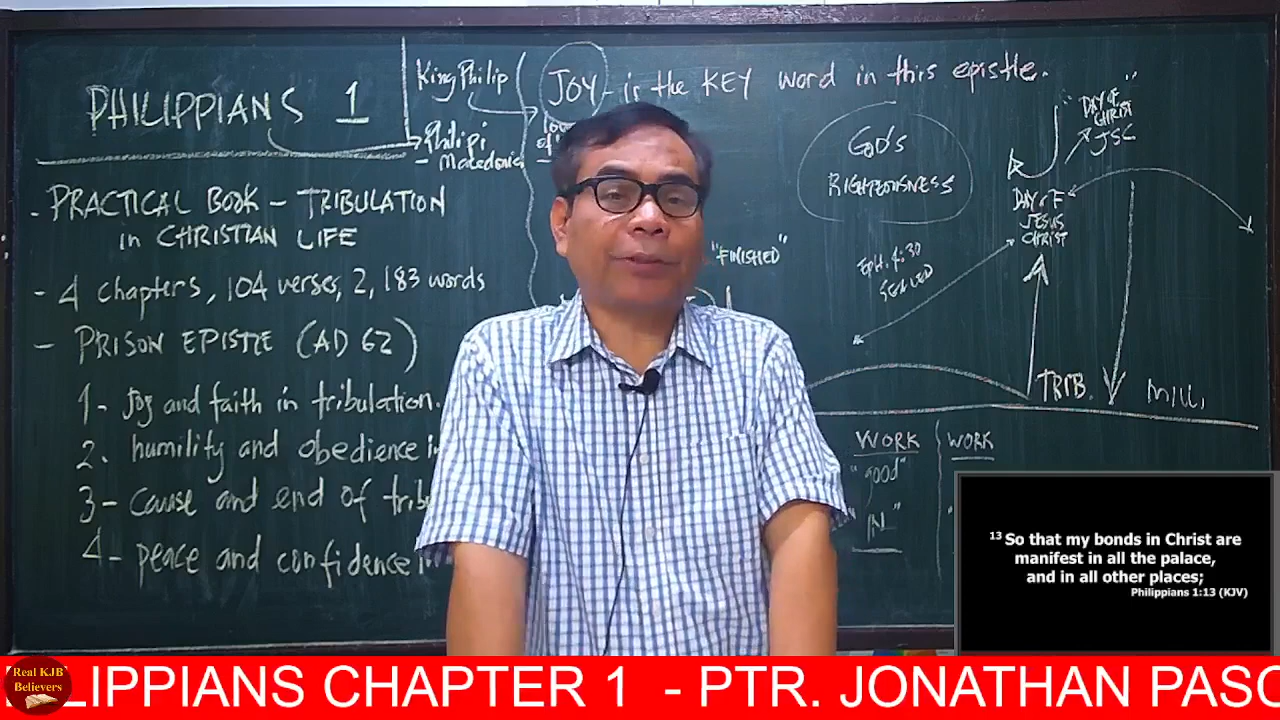 PHILIPPIANS 1
King Philip
Philipi
- Macedonia
JOY - is the KEY word in this epistle.
- PRACTICAL BOOK - TRIBULATION
in CHRISTIAN LIFE
- 4 chapters, 104 verses, 2,183 words
- PRISON EPISTLE (AD 62)
1 - Joy and faith in tribulation.
2. humility and obedience
3 - cause and end of
4 - peace and confidence
GOD'S
RIGHTEOUSNESS
"FINISHED"
Eph. 4:30
SEALED
"DAY OF
CHRIST"
JSC
DAY OF
JESUS
CHRIST
TRIB.
MILL.
WORK
"good"
"IN"
WORK
13 So that my bonds in Christ are
manifest in all the palace,
and in all other places;
Philippians 1:13 (KJV)
Real KJB
Believers
LIPPIANS CHAPTER 1 - PTR. JONATHAN PASC